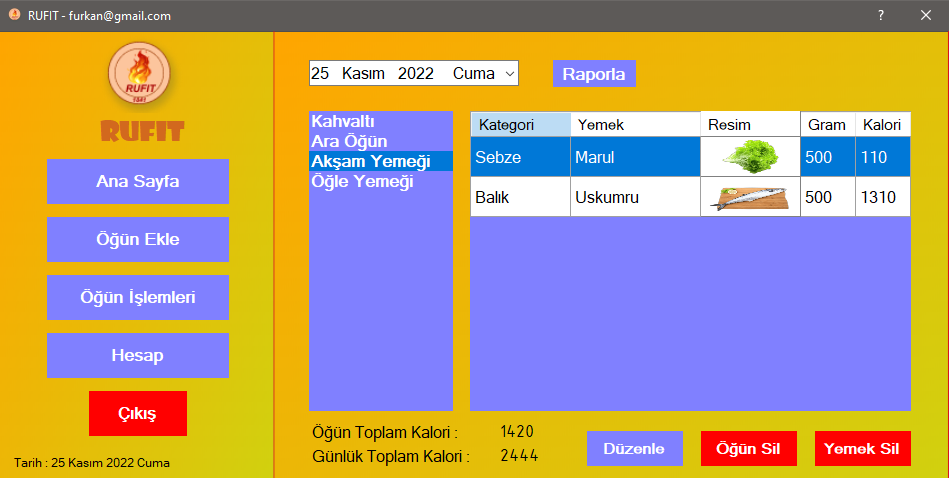 RUFIT - furkan@gmail.com
?
RUFIT
1841
RUFIT
Ana Sayfa
Öğün Ekle
Öğün İşlemleri
Hesap
Çıkış
Tarih : 25 Kasım 2022 Cuma
25 Kasım 2022 Cuma
Raporla
Kahvaltı
Ara Öğün
Akşam Yemeği
Öğle Yemeği
Kategori Yemek Resim Gram Kalori
Sebze Marul 500 110
Balık Uskumru 500 1310
Öğün Toplam Kalori : 1420
Günlük Toplam Kalori : 2444
Düzenle
Öğün Sil
Yemek Sil